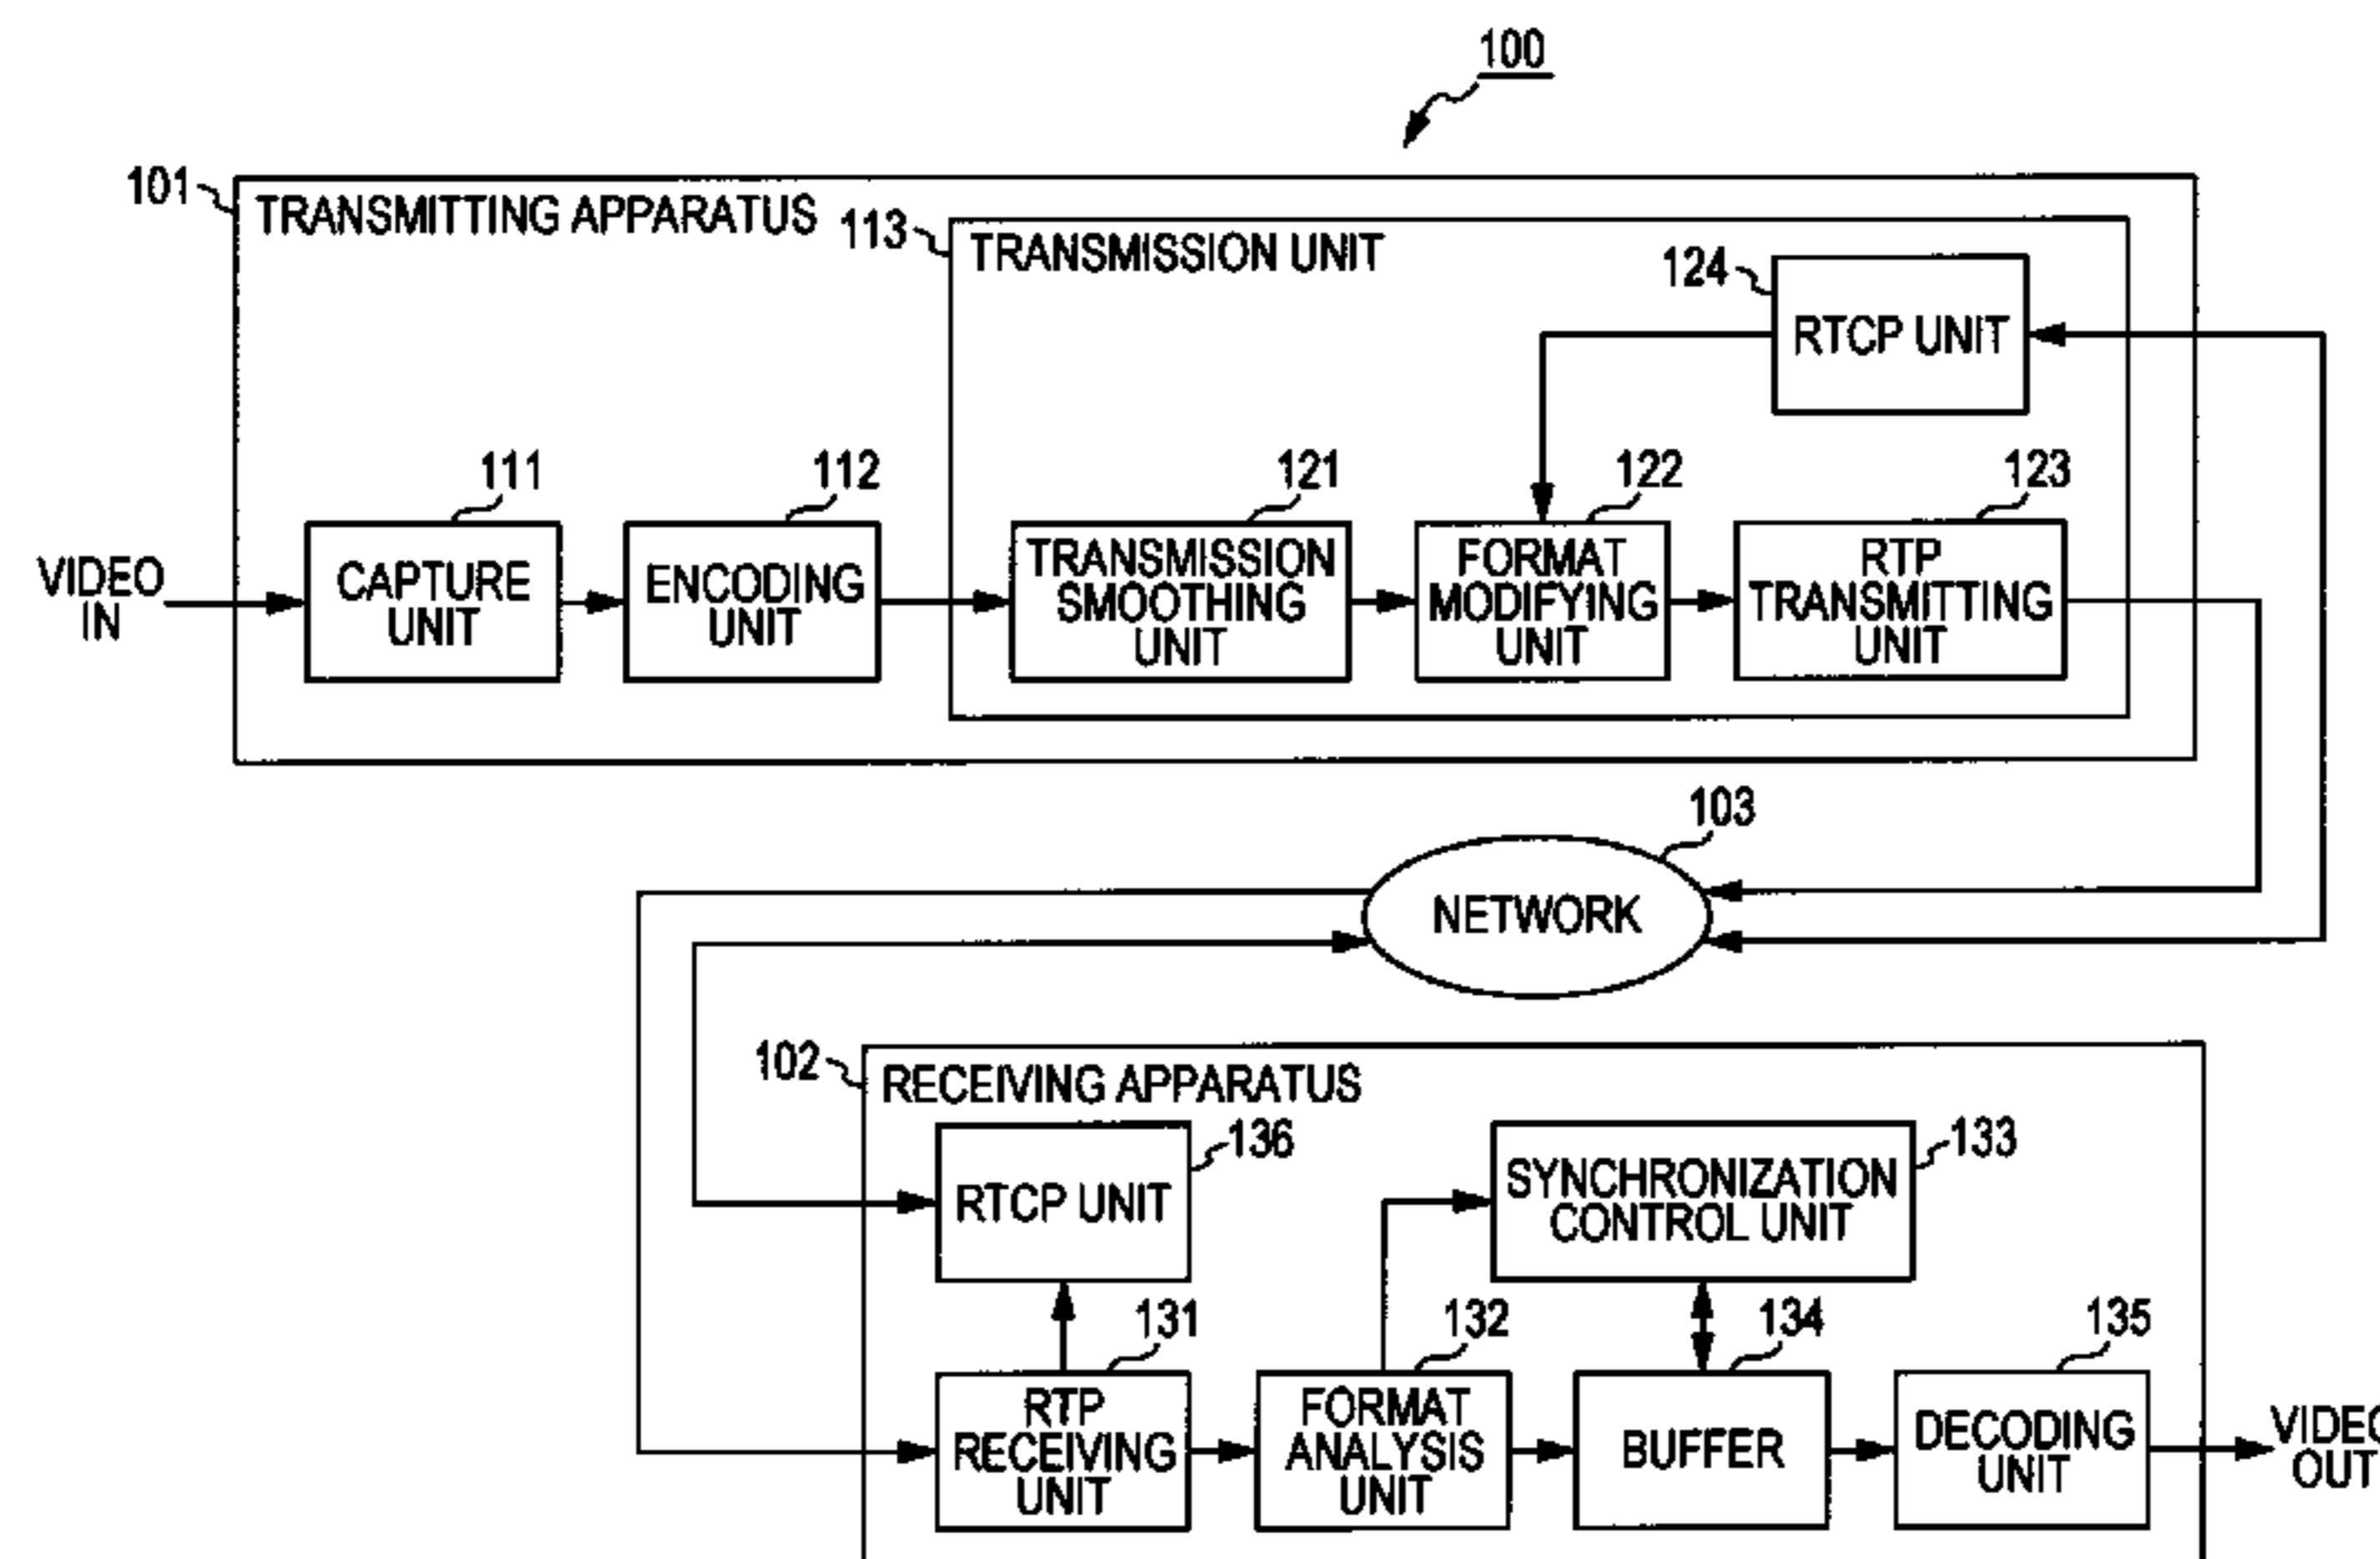 100
101
TRANSMITTING APPARATUS
113
TRANSMISSION UNIT
124
RTCP UNIT
111
112
121
122
123
VIDEO
IN
CAPTURE
UNIT
ENCODING
UNIT
TRANSMISSION
SMOOTHING
UNIT
FORMAT
MODIFYING
UNIT
RTP
TRANSMITTING
UNIT
103
NETWORK
102
RECEIVING APPARATUS
136
RTCP UNIT
133
SYNCHRONIZATION
CONTROL UNIT
131
132
134
135
RTP
RECEIVING
UNIT
FORMAT
ANALYSIS
UNIT
BUFFER
DECODING
UNIT
VIDEO
OUT